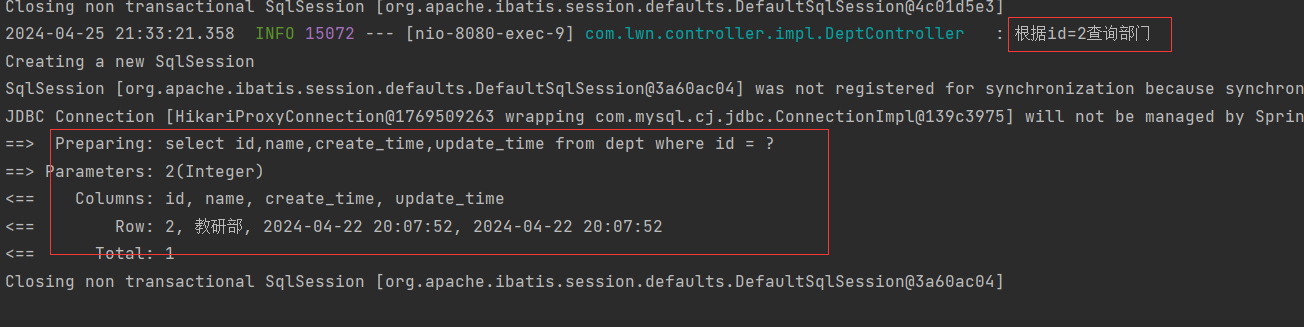 Closing non transactional SqlSession [org.apache.ibatis.session.defaults.DefaultSqlSession@4c01d5e3]
2024-04-25 21:33:21.358  INFO 15072 --- [nio-8080-exec-9] com.lwn.controller.impl.DeptController   : 根据id=2查询部门
Creating a new SqlSession
SqlSession [org.apache.ibatis.session.defaults.DefaultSqlSession@3a60ac04] was not registered for synchronization because synchron
JDBC Connection [HikariProxyConnection@1769509263 wrapping com.mysql.cj.jdbc.ConnectionImpl@139c3975] will not be managed by Sprin
==>  Preparing: select id,name,create_time,update_time from dept where id = ?
==> Parameters: 2(Integer)
<==    Columns: id, name, create_time, update_time
<==        Row: 2, 教研部, 2024-04-22 20:07:52, 2024-04-22 20:07:52
<==      Total: 1
Closing non transactional SqlSession [org.apache.ibatis.session.defaults.DefaultSqlSession@3a60ac04]